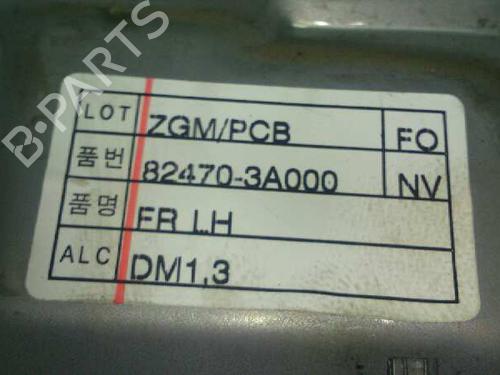 B-PARTS
LOT ZGM/PCB FO
품번 82470-3A000 NV
품명 FR LH
ALC DM1,3